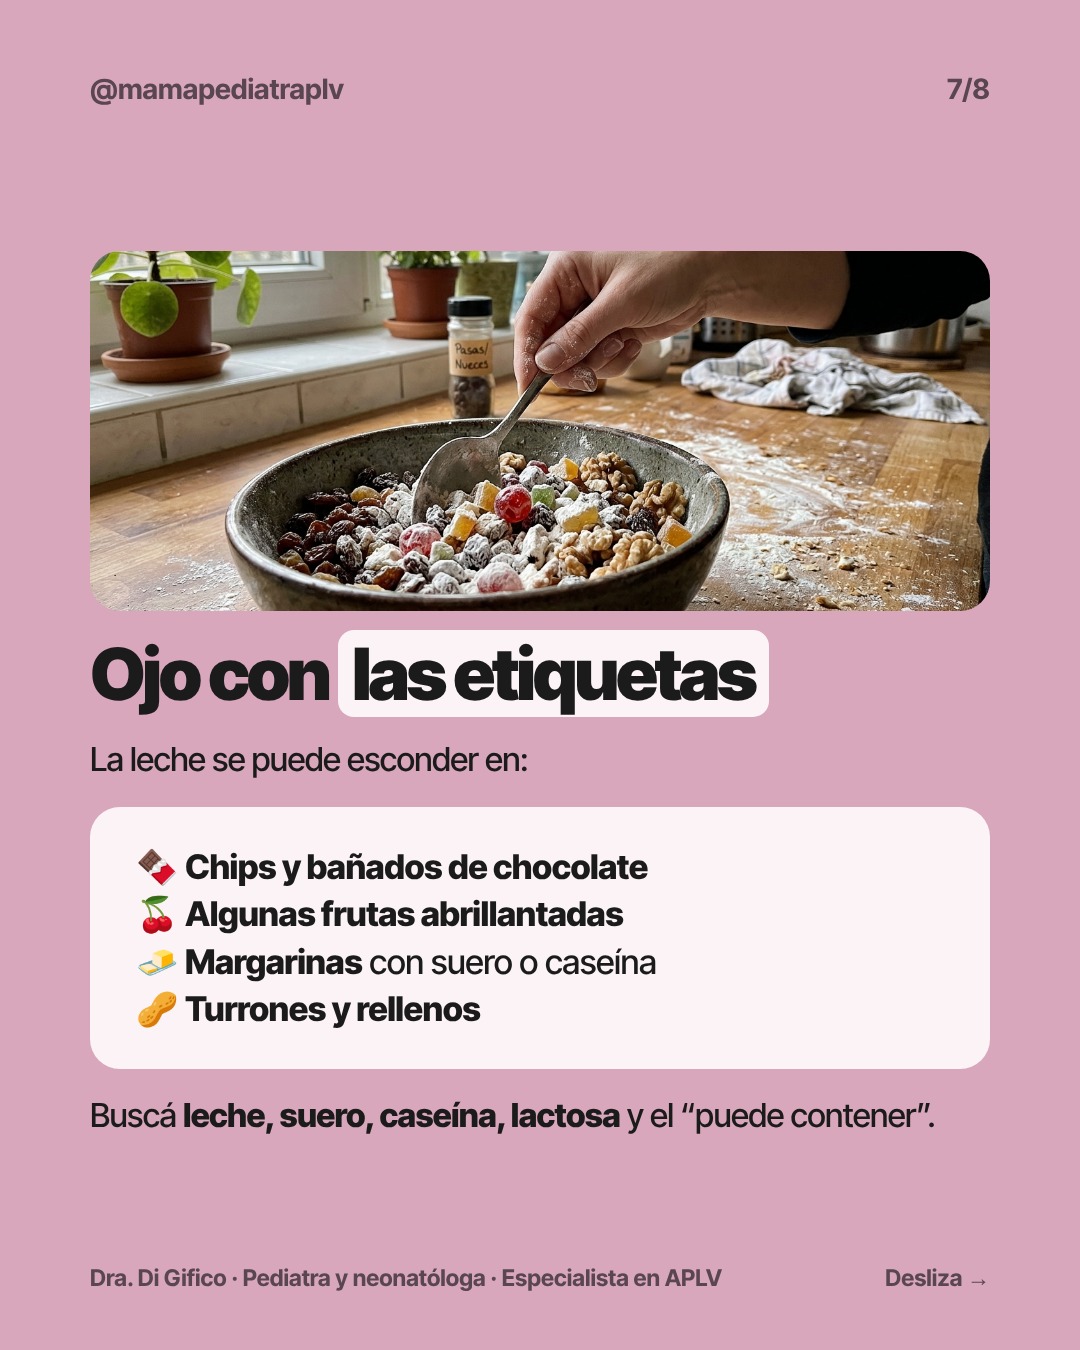 @mamapediatraplv
7/8
Pasas/
Nueces
Ojo con las etiquetas
La leche se puede esconder en:
🍫 Chips y bañados de chocolate
🍒 Algunas frutas abrillantadas
🧈 Margarinas con suero o caseína
🥜 Turrones y rellenos
Buscá leche, suero, caseína, lactosa y el “puede contener”.
Dra. Di Gifico · Pediatra y neonatóloga · Especialista en APLV
Desliza →